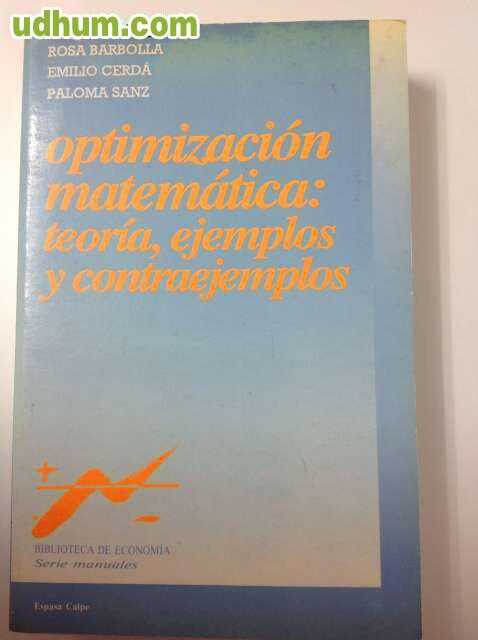 udhum.com
ROSA BARBOLLA
EMILIO CERDÁ
PALOMA SANZ
optimización
matemática:
teoría, ejemplos
y contraejemplos
BIBLIOTECA DE ECONOMÍA
Serie manuales
Espasa Calpe